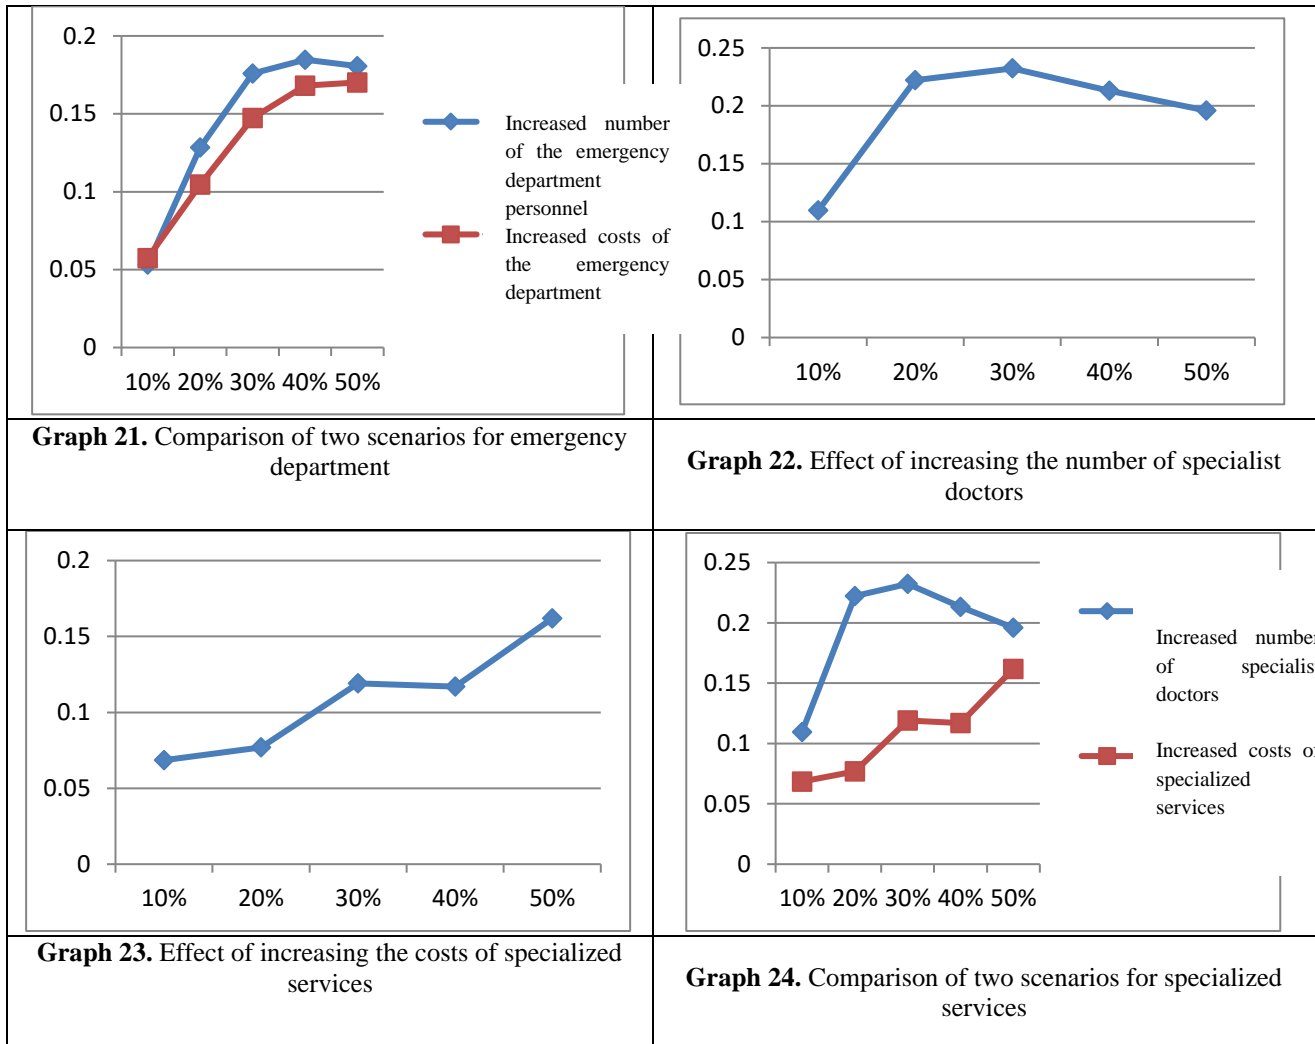 0.2
0.15
0.1
0.05
0
10% 20% 30% 40% 50%
Increased number
of the emergency
department
personnel
Increased costs of
the emergency
department
Graph 21. Comparison of two scenarios for emergency
department
0.25
0.2
0.15
0.1
0.05
0
10% 20% 30% 40% 50%
Graph 22. Effect of increasing the number of specialist
doctors
0.2
0.15
0.1
0.05
0
10% 20% 30% 40% 50%
Graph 23. Effect of increasing the costs of specialized
services
0.25
0.2
0.15
0.1
0.05
0
10% 20% 30% 40% 50%
Increased number
of specialis
doctors
Increased costs of
specialized
services
Graph 24. Comparison of two scenarios for specialized
services